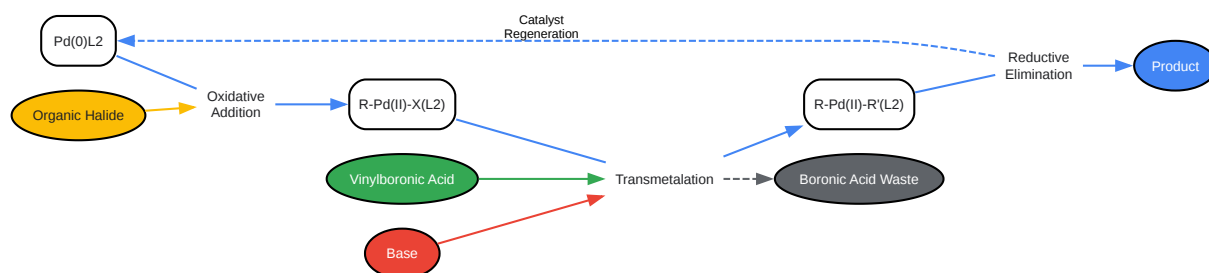 Catalyst
Regeneration
Pd(0)L2
Reductive
Elimination
Product
Organic Halide
Oxidative
Addition
R-Pd(II)-X(L2)
R-Pd(II)-R'(L2)
Vinylboronic Acid
Transmetalation
Boronic Acid Waste
Base